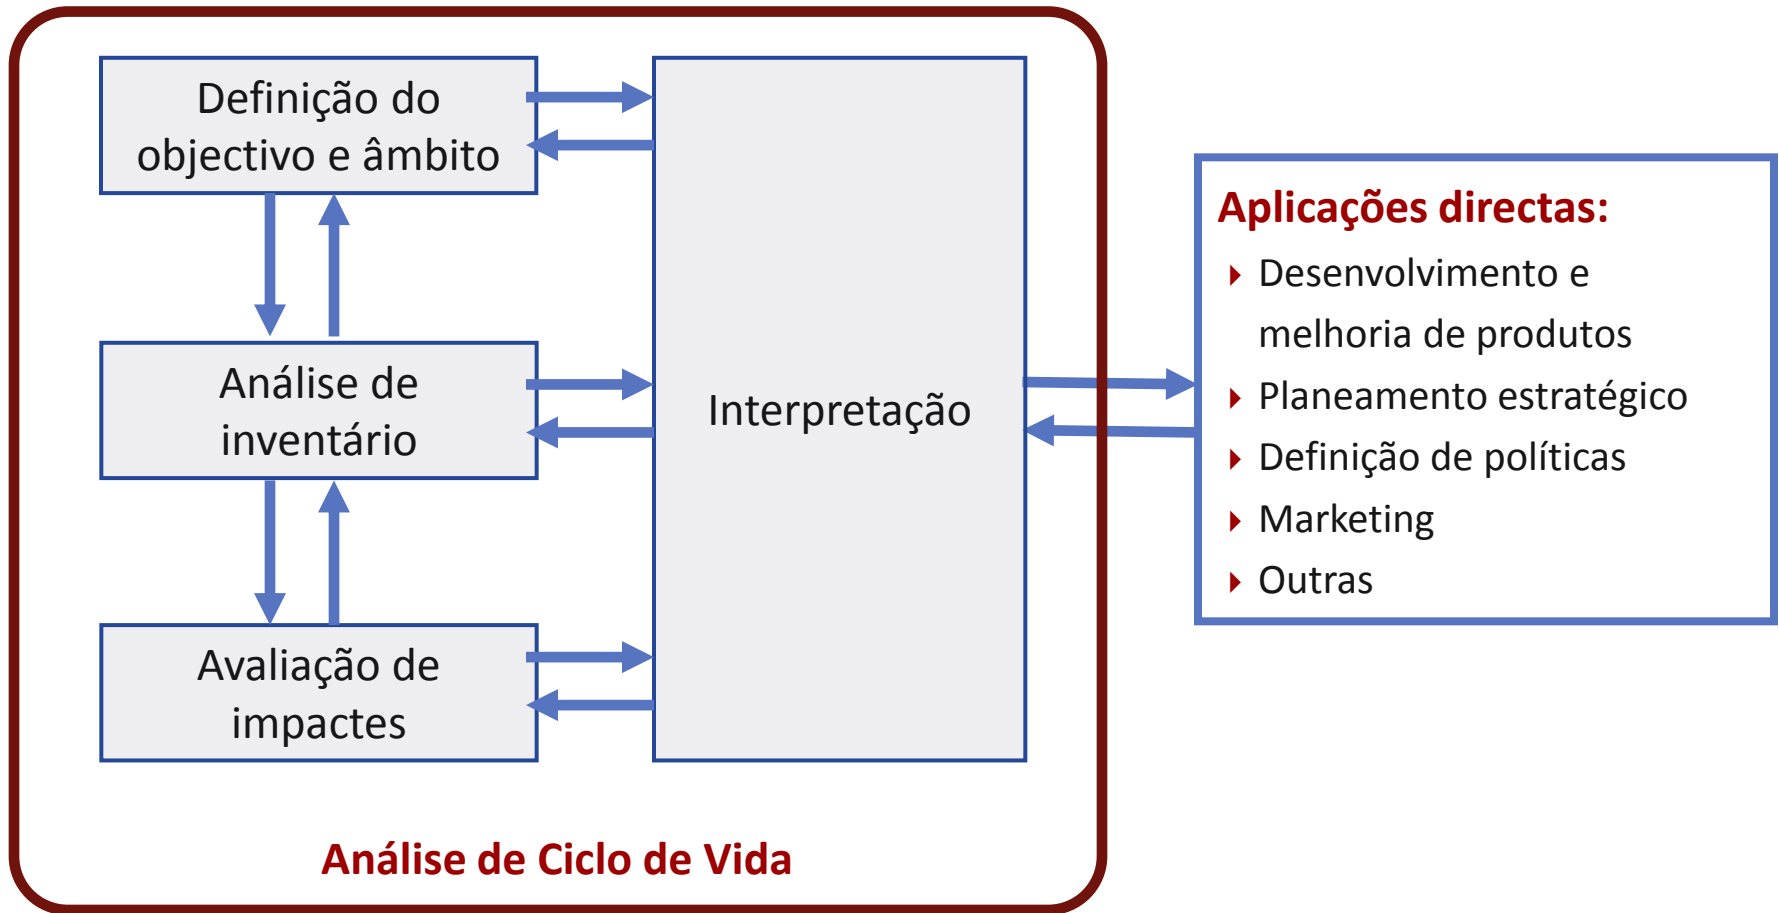 Definição do
objectivo e âmbito
Análise de
inventário
Avaliação de
impactes
Interpretação
Análise de Ciclo de Vida
Aplicações directas:
Desenvolvimento e
melhoria de produtos
Planeamento estratégico
Definição de políticas
Marketing
Outras